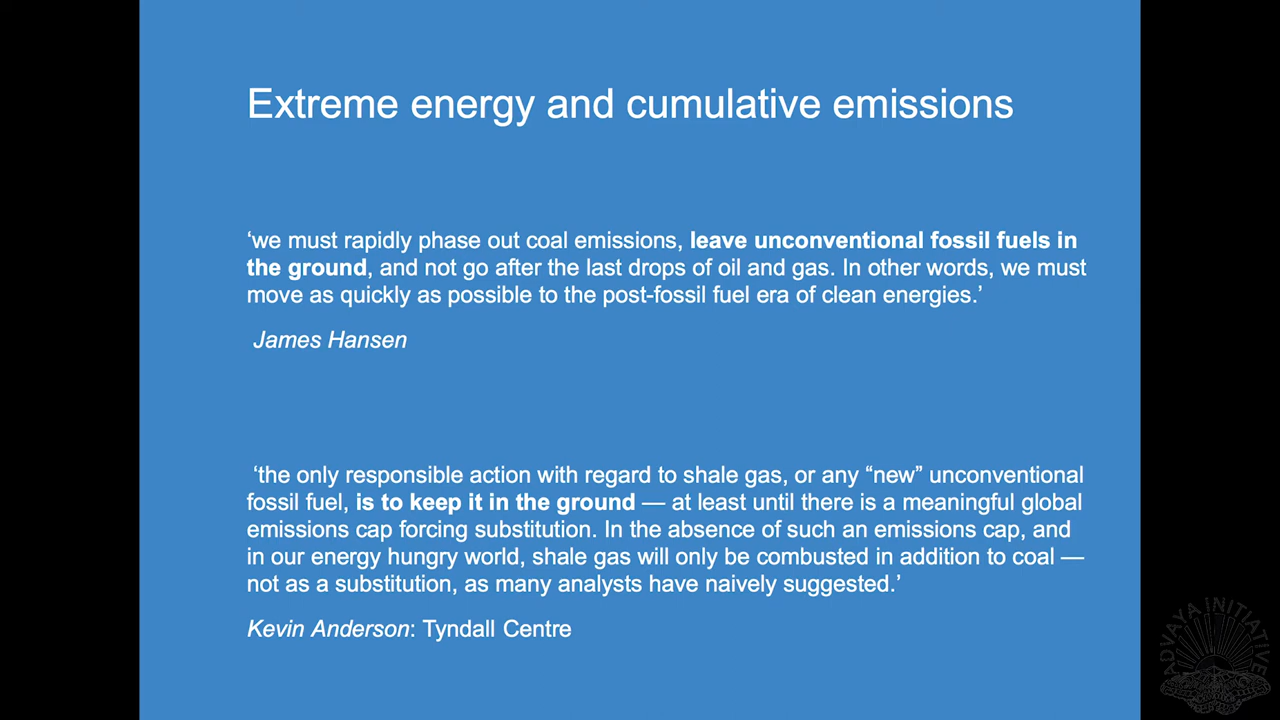 Extreme energy and cumulative emissions
‘we must rapidly phase out coal emissions, leave unconventional fossil fuels in
the ground, and not go after the last drops of oil and gas. In other words, we must
move as quickly as possible to the post-fossil fuel era of clean energies.’
James Hansen
‘the only responsible action with regard to shale gas, or any “new” unconventional
fossil fuel, is to keep it in the ground — at least until there is a meaningful global
emissions cap forcing substitution. In the absence of such an emissions cap, and
in our energy hungry world, shale gas will only be combusted in addition to coal —
not as a substitution, as many analysts have naively suggested.’
Kevin Anderson: Tyndall Centre
ADVAYA INITIATIVE